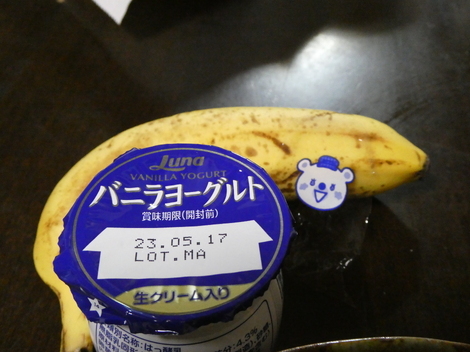 Luna
VANILLA YOGURT
バニラヨーグルト
賞味期限(開封前)
23.05.17
LOT.MA
生クリーム入り